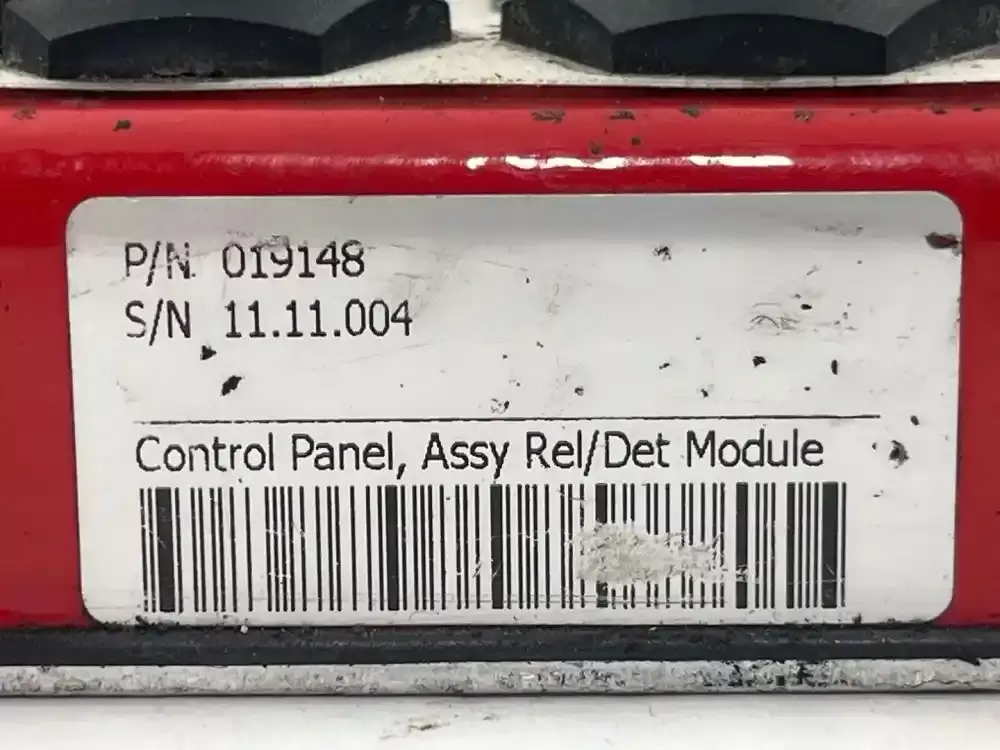 P/N 019148
S/N 11.11.004
Control Panel, Assy Rel/Det Module